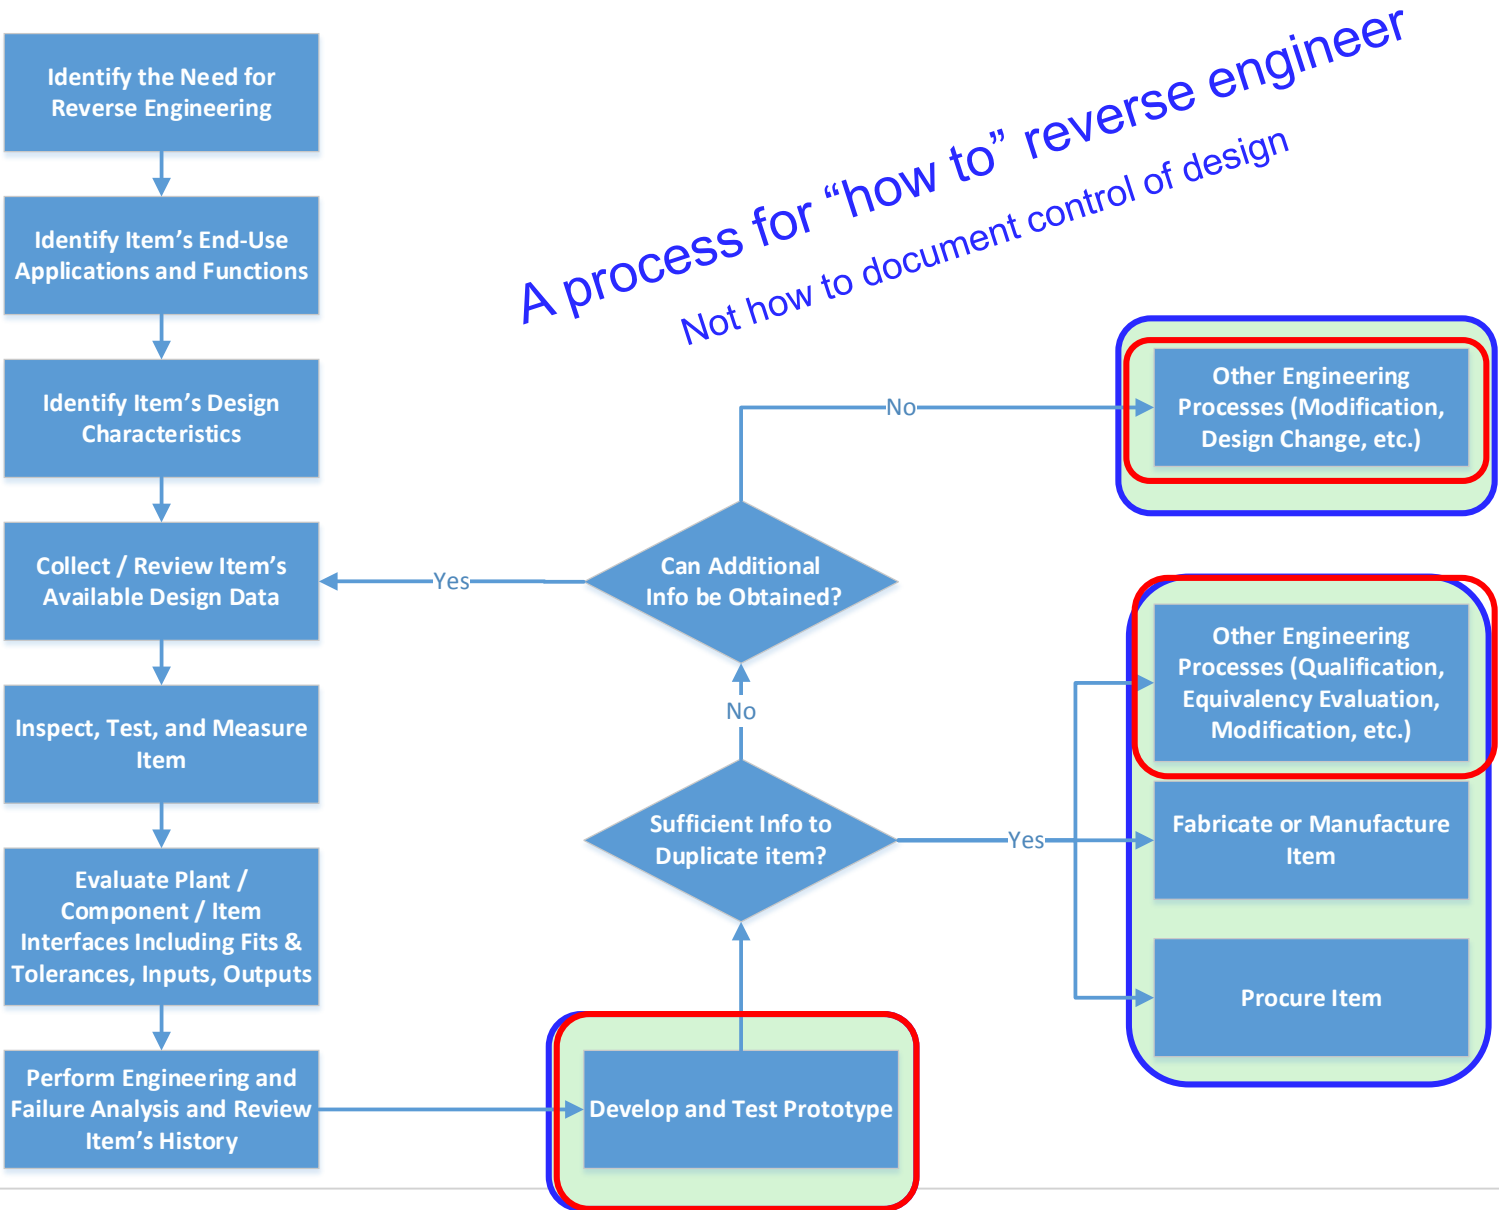 A process for “how to” reverse engineer
Not how to document control of design
Identify the Need for
Reverse Engineering
Identify Item’s End-Use
Applications and Functions
Identify Item’s Design
Characteristics
Collect / Review Item’s
Available Design Data
Inspect, Test, and Measure
Item
Evaluate Plant /
Component / Item
Interfaces Including Fits &
Tolerances, Inputs, Outputs
Perform Engineering and
Failure Analysis and Review
Item’s History
Develop and Test Prototype
Sufficient Info to
Duplicate item?
No
Can Additional
Info be Obtained?
Yes
No
Other Engineering
Processes (Modification,
Design Change, etc.)
Yes
Other Engineering
Processes (Qualification,
Equivalency Evaluation,
Modification, etc.)
Fabricate or Manufacture
Item
Procure Item